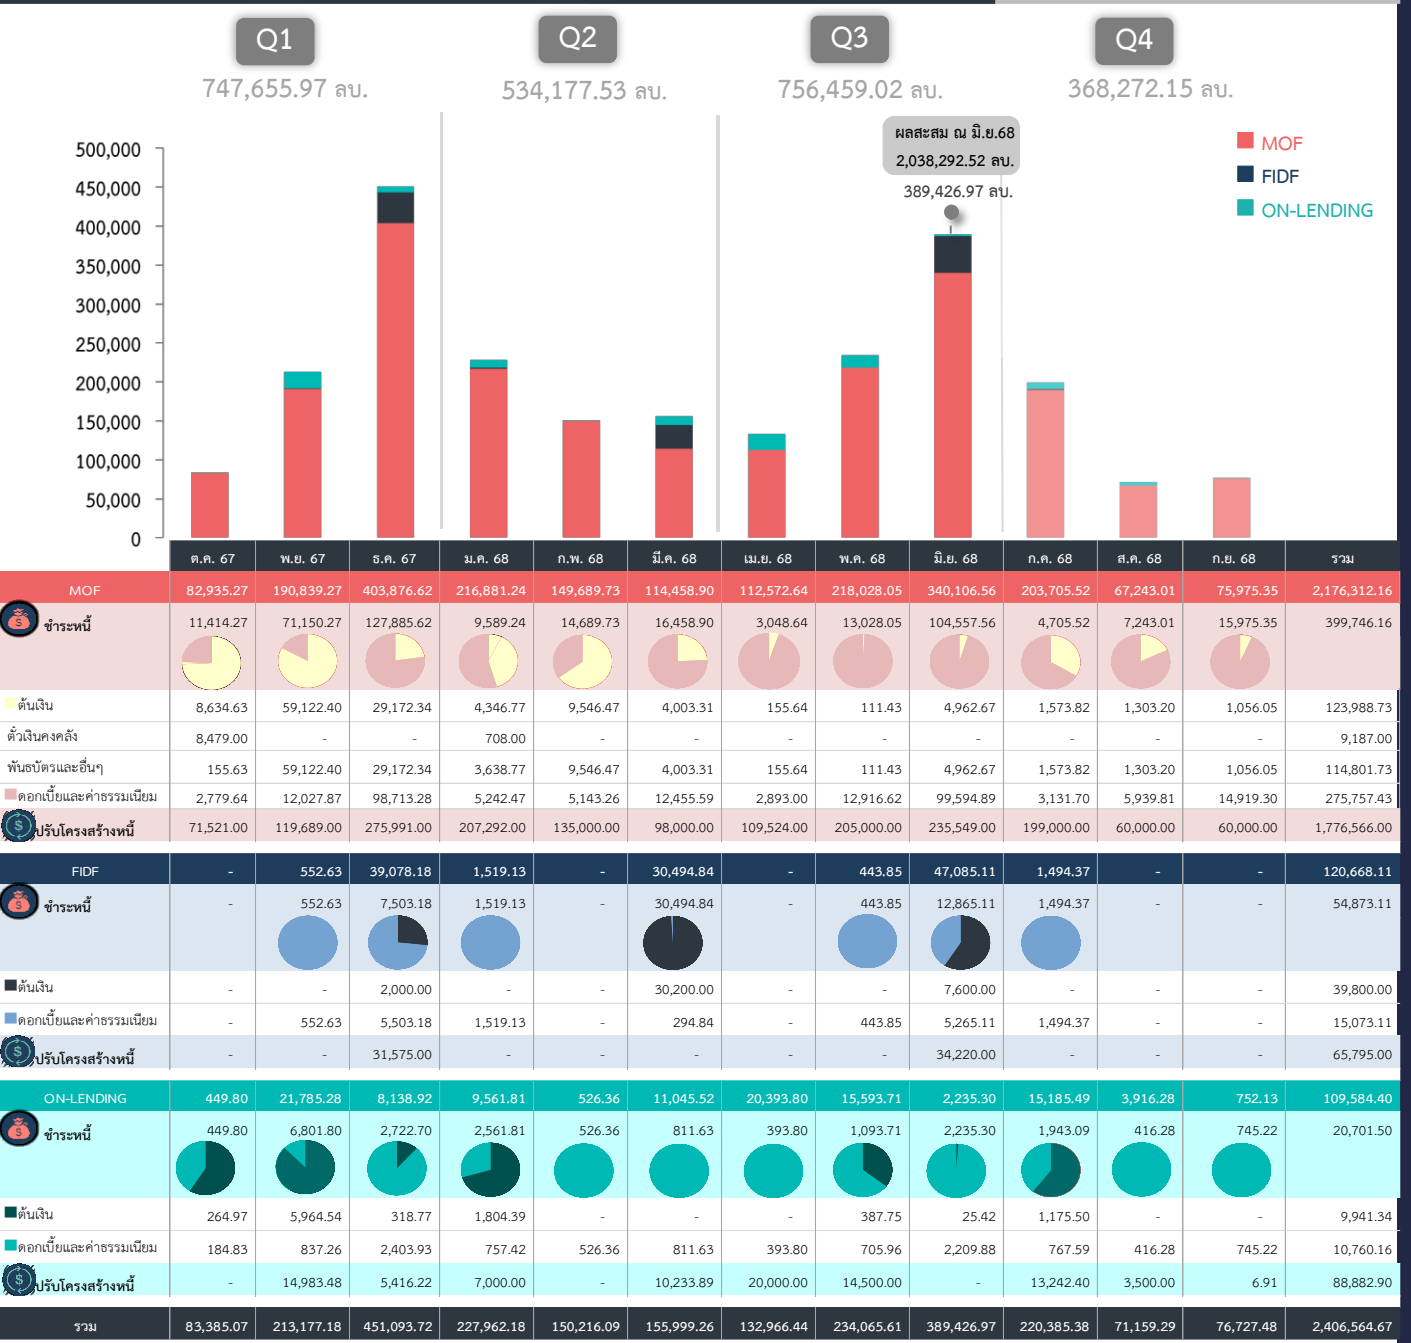 Q1 Q2 Q3 Q4
747,655.97 ลบ. 534,177.53 ลบ. 756,459.02 ลบ. 368,272.15 ลบ.
ผลสะสม ณ มิ.ย.68
2,038,292.52 ลบ.
389,426.97 ลบ.
MOF
FIDF
ON-LENDING
500,000
450,000
400,000
350,000
300,000
250,000
200,000
150,000
100,000
50,000
0
ต.ค. 67 พ.ย. 67 ธ.ค. 67 ม.ค. 68 ก.พ. 68 มี.ค. 68 เม.ย. 68 พ.ค. 68 มิ.ย. 68 ก.ค. 68 ส.ค. 68 ก.ย. 68 รวม
MOF 82,935.27 190,839.27 403,876.62 216,881.24 149,689.73 114,458.90 112,572.64 218,028.05 340,106.56 203,705.52 67,243.01 75,975.35 2,176,312.16
ชำระหนี้ 11,414.27 71,150.27 127,885.62 9,589.24 14,689.73 16,458.90 3,048.64 13,028.05 104,557.56 4,705.52 7,243.01 15,975.35 399,746.16
ต้นเงิน 8,634.63 59,122.40 29,172.34 4,346.77 9,546.47 4,003.31 155.64 111.43 4,962.67 1,573.82 1,303.20 1,056.05 123,988.73
ตั๋วเงินคงคลัง 8,479.00 - - 708.00 - - - - - - - - 9,187.00
พันธบัตรและอื่นๆ 155.63 59,122.40 29,172.34 3,638.77 9,546.47 4,003.31 155.64 111.43 4,962.67 1,573.82 1,303.20 1,056.05 114,801.73
ดอกเบี้ยและค่าธรรมเนียม 2,779.64 12,027.87 98,713.28 5,242.47 5,143.26 12,455.59 2,893.00 12,916.62 99,594.89 3,131.70 5,939.81 14,919.30 275,757.43
ปรับโครงสร้างหนี้ 71,521.00 119,689.00 275,991.00 207,292.00 135,000.00 98,000.00 109,524.00 205,000.00 235,549.00 199,000.00 60,000.00 60,000.00 1,776,566.00
FIDF - 552.63 39,078.18 1,519.13 - 30,494.84 - 443.85 47,085.11 1,494.37 - - 120,668.11
ชำระหนี้ - 552.63 7,503.18 1,519.13 - 30,494.84 - 443.85 12,865.11 1,494.37 - - 54,873.11
ต้นเงิน - - 2,000.00 - - 30,200.00 - - 7,600.00 - - - 39,800.00
ดอกเบี้ยและค่าธรรมเนียม - 552.63 5,503.18 1,519.13 - 294.84 - 443.85 5,265.11 1,494.37 - - 15,073.11
ปรับโครงสร้างหนี้ - - 31,575.00 - - - - - 34,220.00 - - - 65,795.00
ON-LENDING 449.80 21,785.28 8,138.92 9,561.81 526.36 11,045.52 20,393.80 15,593.71 2,235.30 15,185.49 3,916.28 752.13 109,584.40
ชำระหนี้ 449.80 6,801.80 2,722.70 2,561.81 526.36 811.63 393.80 1,093.71 2,235.30 1,943.09 416.28 745.22 20,701.50
ต้นเงิน 264.97 5,964.54 318.77 1,804.39 - - - 387.75 25.42 1,175.50 - - 9,941.34
ดอกเบี้ยและค่าธรรมเนียม 184.83 837.26 2,403.93 757.42 526.36 811.63 393.80 705.96 2,209.88 767.59 416.28 745.22 10,760.16
ปรับโครงสร้างหนี้ - 14,983.48 5,416.22 7,000.00 - 10,233.89 20,000.00 14,500.00 - 13,242.40 3,500.00 6.91 88,882.90
รวม 83,385.07 213,177.18 451,093.72 227,962.18 150,216.09 155,999.26 132,966.44 234,065.61 389,426.97 220,385.38 71,159.29 76,727.48 2,406,564.67